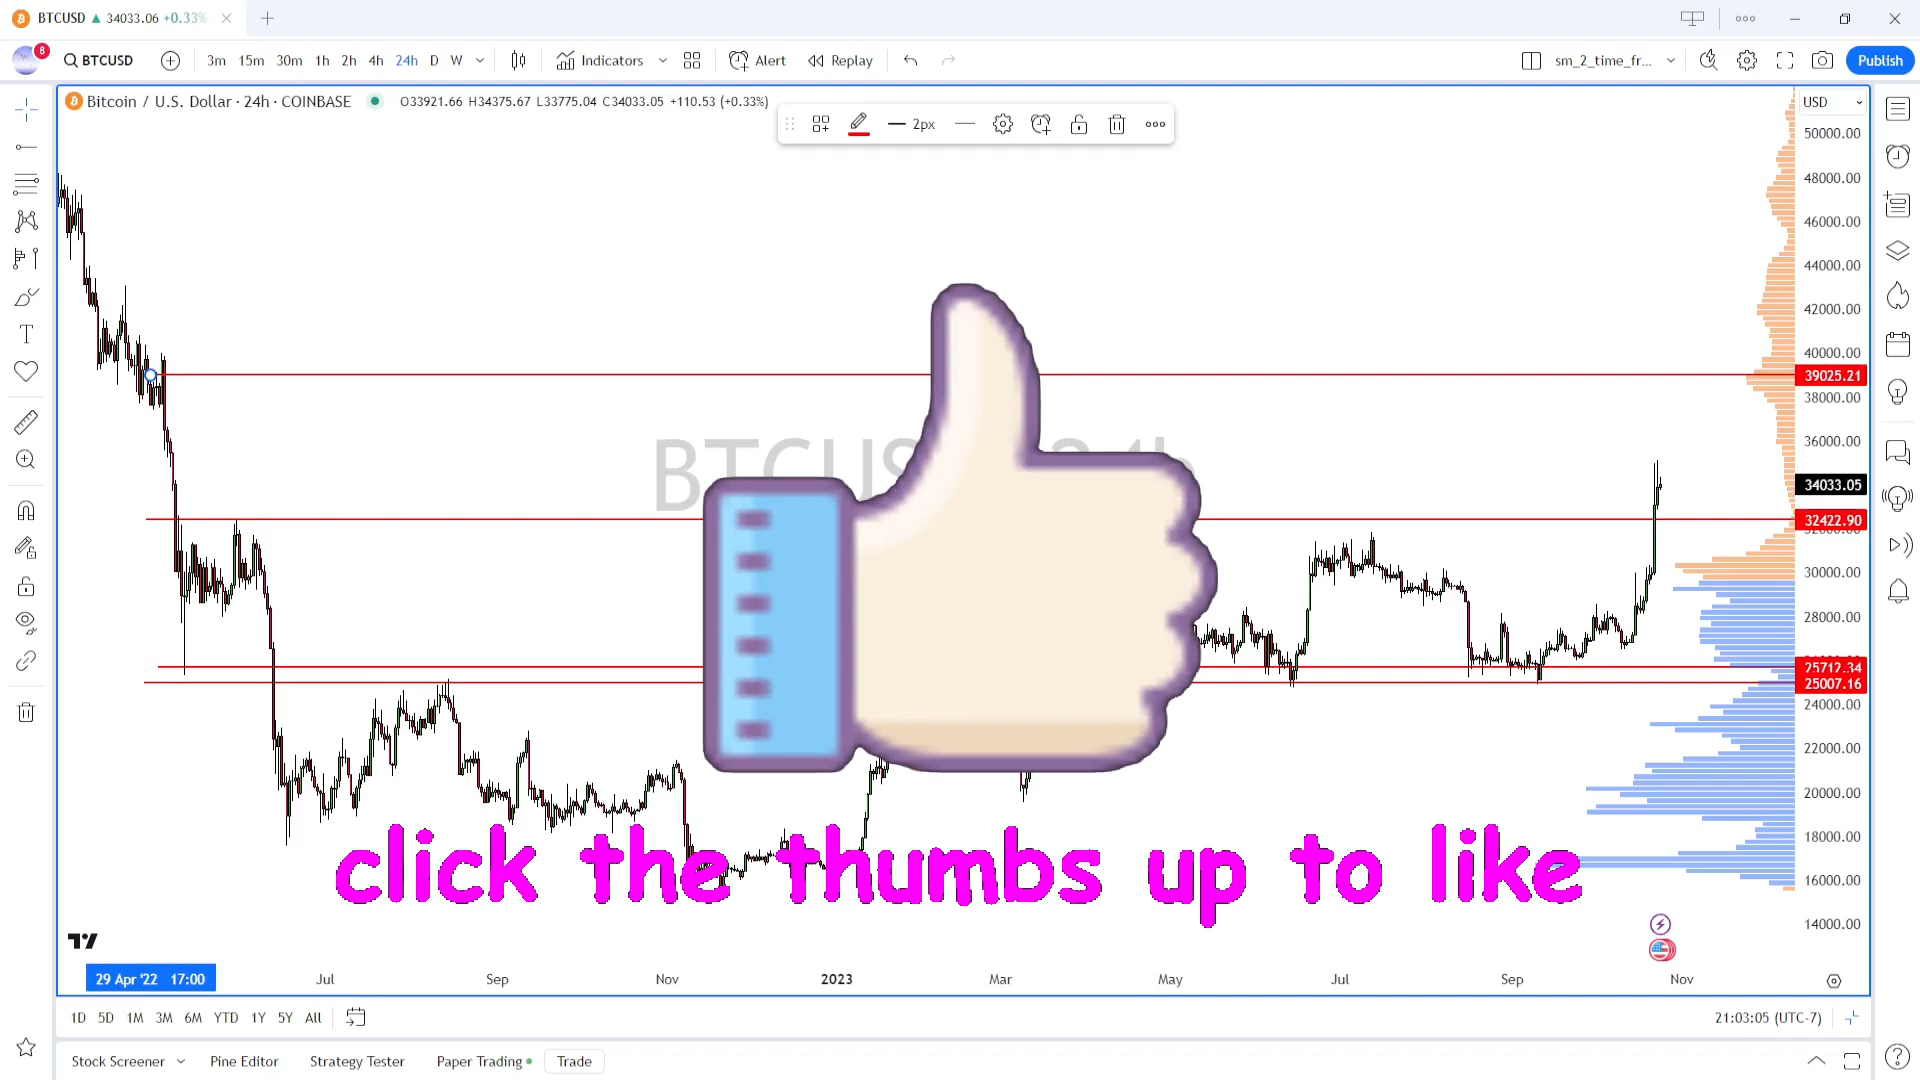 BTCUSD ▲ 34033.06 +0.33%
8
BTCUSD 3m 15m 30m 1h 2h 4h 24h D W Indicators Alert Replay sm_2_time_fr... Publish
Bitcoin / U.S. Dollar · 24h · COINBASE O33921.66 H34375.67 L33775.04 C34033.05 +110.53 (+0.33%)
USD
2px
50000.00
48000.00
46000.00
44000.00
42000.00
40000.00
39025.21
38000.00
36000.00
34033.05
32422.90
30000.00
28000.00
25717.34
25007.16
24000.00
22000.00
20000.00
18000.00
16000.00
14000.00
click the thumbs up to like
29 Apr '22 17:00 Jul Sep Nov 2023 Mar May Jul Sep Nov
1D 5D 1M 3M 6M YTD 1Y 5Y All 21:03:05 (UTC-7)
Stock Screener Pine Editor Strategy Tester Paper Trading Trade